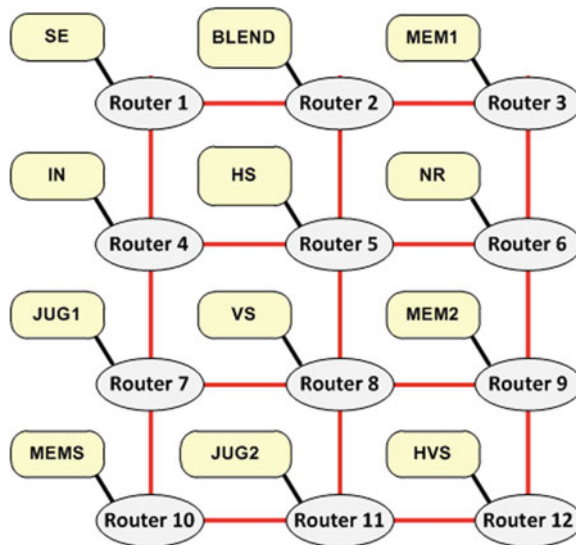 SE
BLEND
MEM1
Router 1
Router 2
Router 3
IN
HS
NR
Router 4
Router 5
Router 6
JUG1
VS
MEM2
Router 7
Router 8
Router 9
MEMS
JUG2
HVS
Router 10
Router 11
Router 12